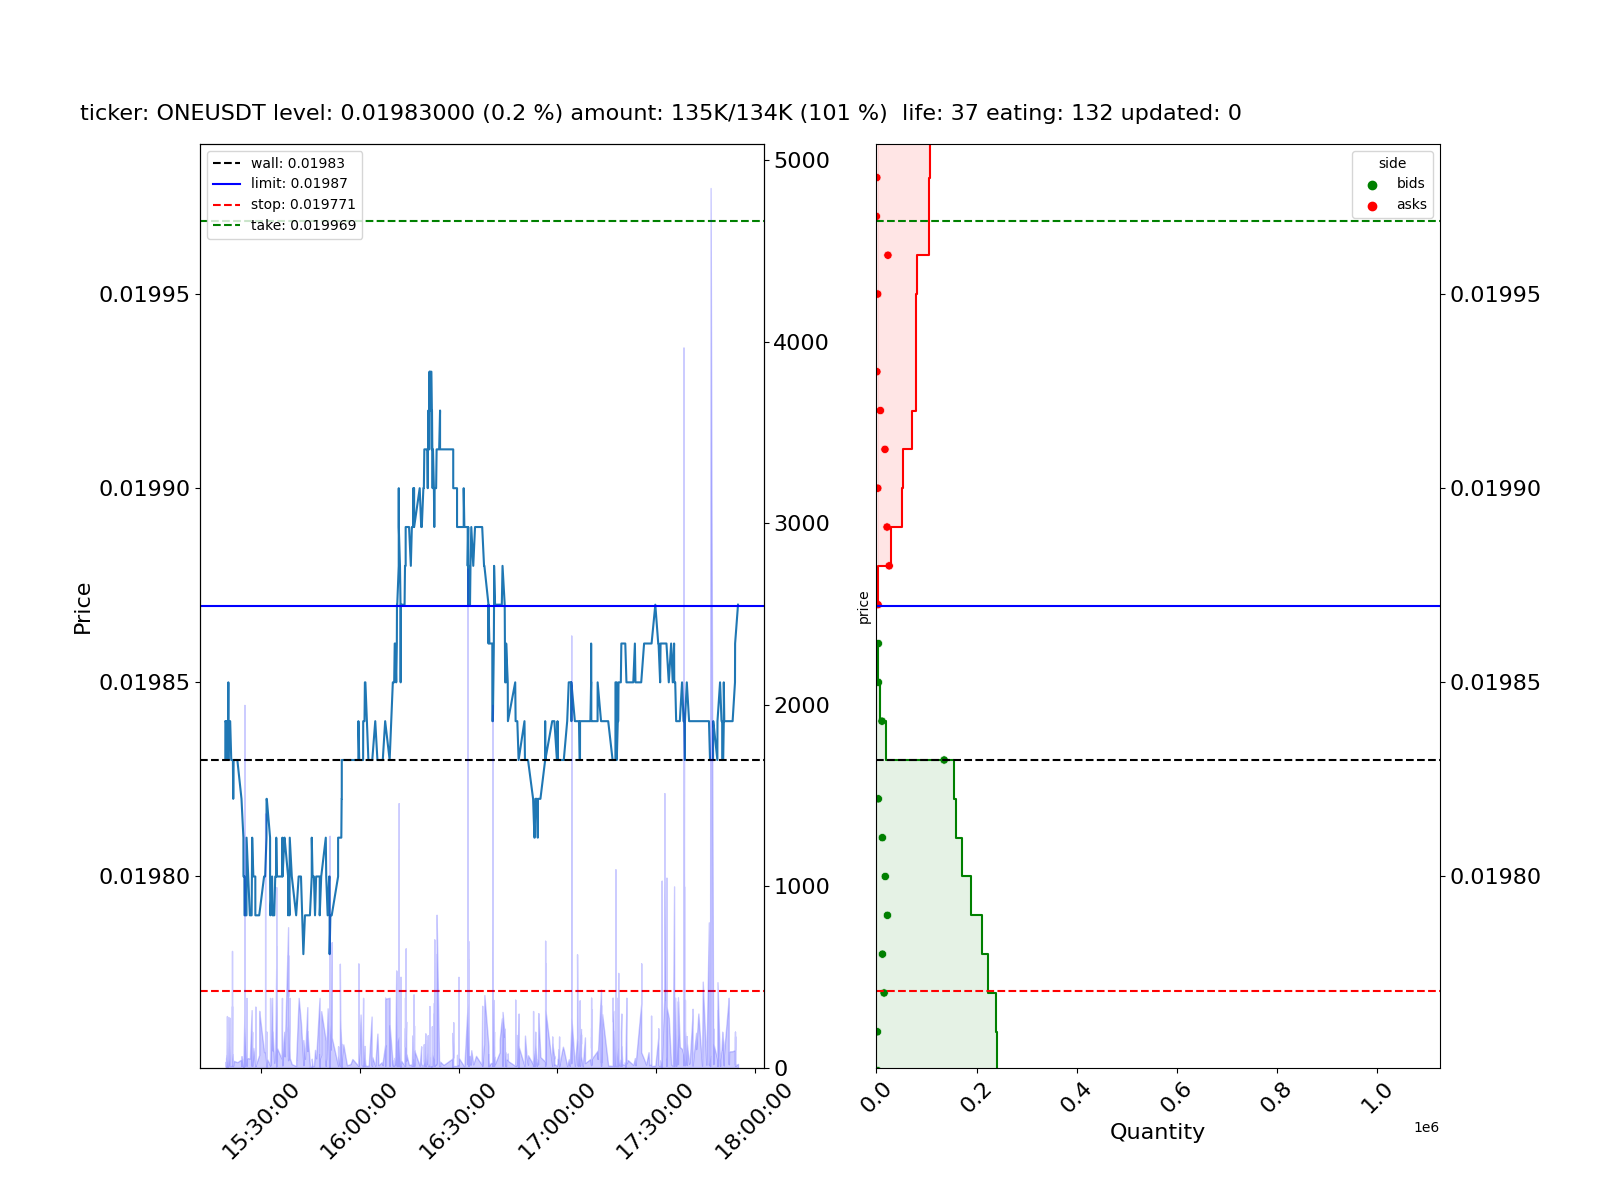 ticker: ONEUSDT level: 0.01983000 (0.2 %) amount: 135K/134K (101 %)  life: 37 eating: 132 updated: 0
wall: 0.01983
limit: 0.01987
stop: 0.019771
take: 0.019969
Price
0.01995
0.01990
0.01985
0.01980
5000
4000
3000
2000
1000
0
15:30:00
16:00:00
16:30:00
17:00:00
17:30:00
18:00:00
side
bids
asks
price
0.01995
0.01990
0.01985
0.01980
0.0
0.2
0.4
0.6
0.8
1.0
1e6
Quantity